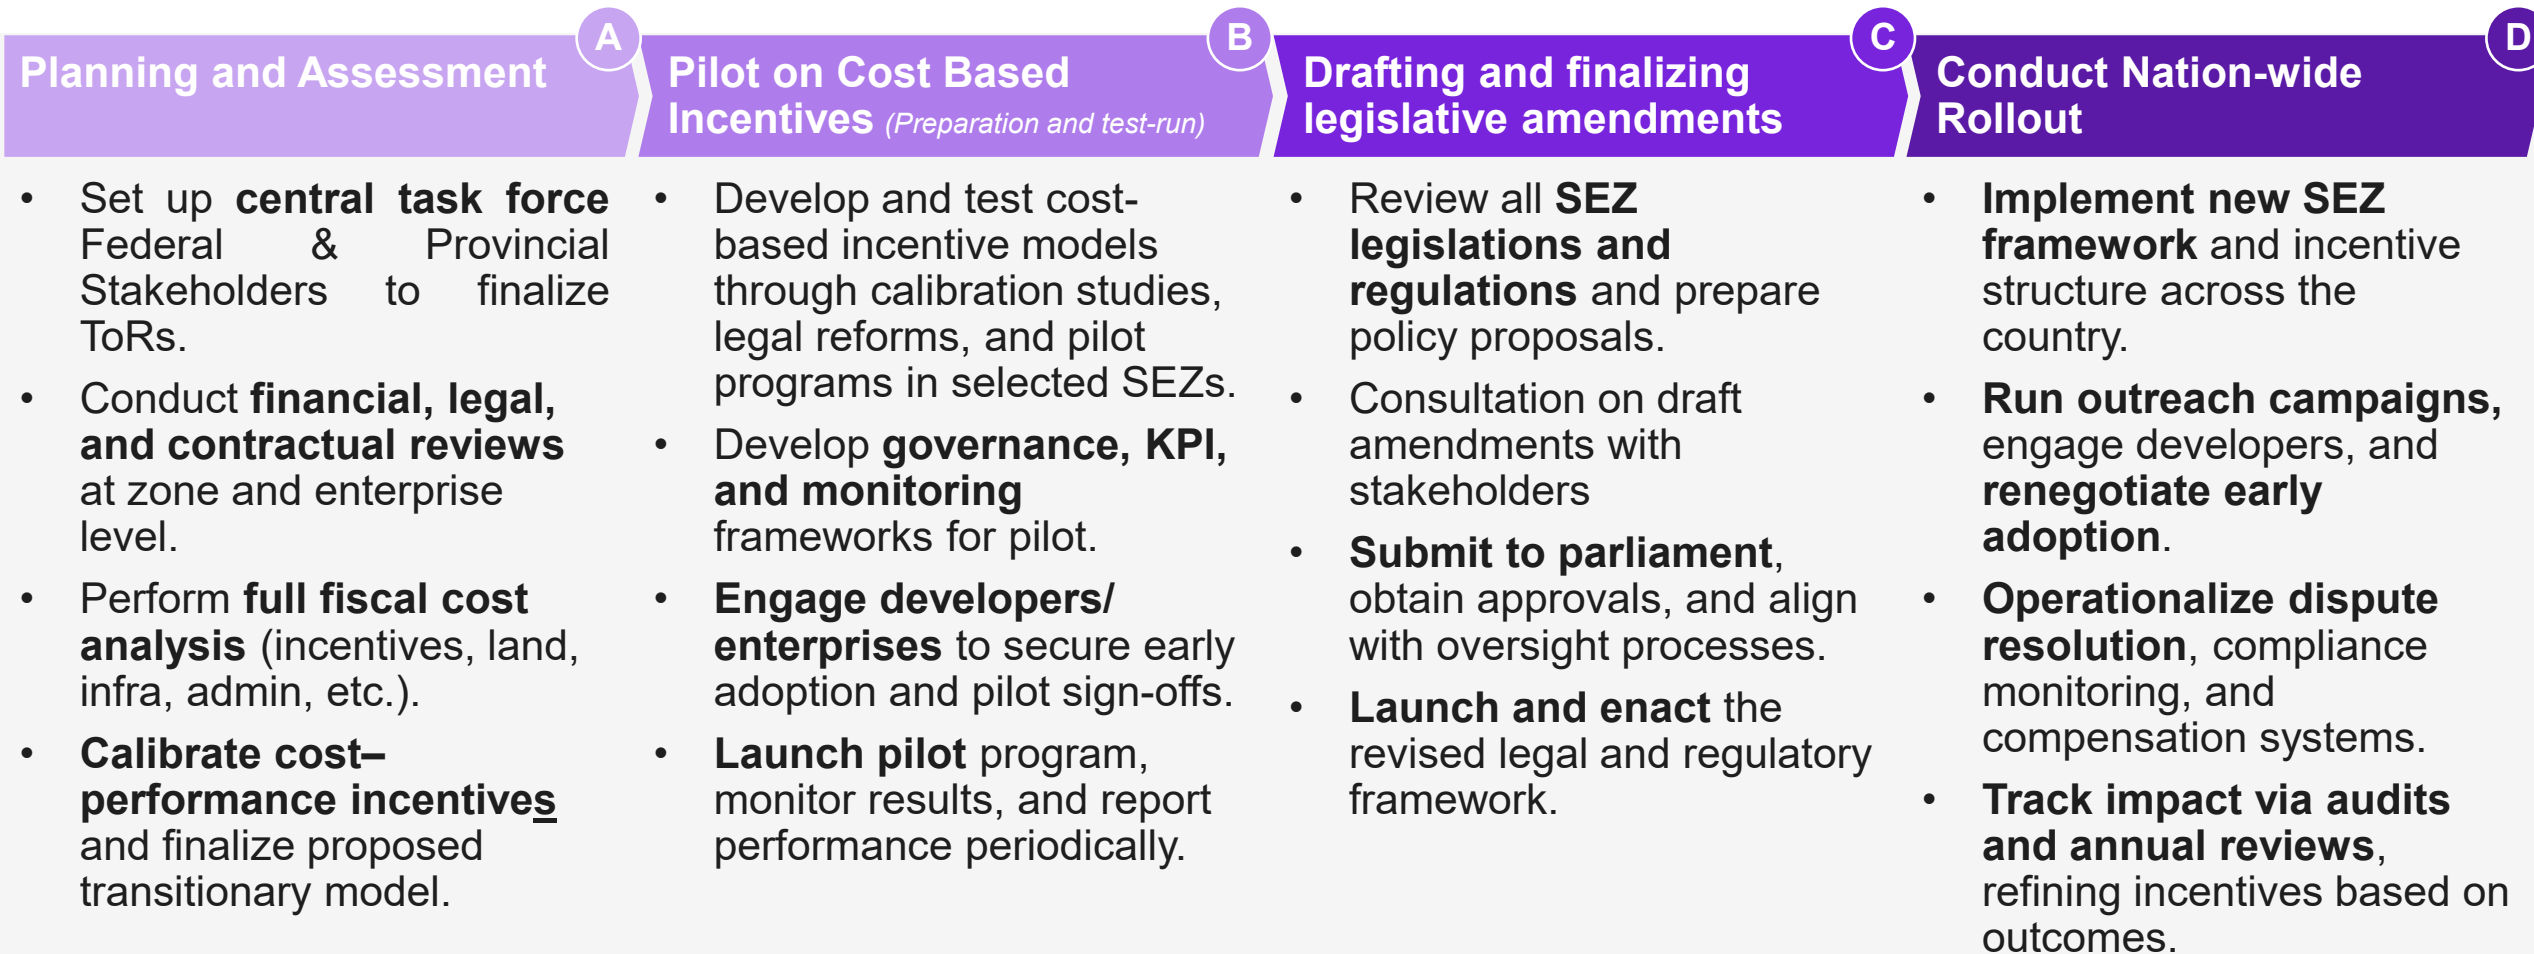 A
Planning and Assessment
• Set up central task force
Federal & Provincial
Stakeholders to finalize
ToRs.
• Conduct financial, legal,
and contractual reviews
at zone and enterprise
level.
• Perform full fiscal cost
analysis (incentives, land,
infra, admin, etc.).
• Calibrate cost–
performance incentives
and finalize proposed
transitionary model.
B
Pilot on Cost Based
Incentives (Preparation and test-run)
• Develop and test cost-
based incentive models
through calibration studies,
legal reforms, and pilot
programs in selected SEZs.
• Develop governance, KPI,
and monitoring
frameworks for pilot.
• Engage developers/
enterprises to secure early
adoption and pilot sign-offs.
• Launch pilot program,
monitor results, and report
performance periodically.
C
Drafting and finalizing
legislative amendments
• Review all SEZ
legislations and
regulations and prepare
policy proposals.
• Consultation on draft
amendments with
stakeholders
• Submit to parliament,
obtain approvals, and align
with oversight processes.
• Launch and enact the
revised legal and regulatory
framework.
D
Conduct Nation-wide
Rollout
• Implement new SEZ
framework and incentive
structure across the
country.
• Run outreach campaigns,
engage developers, and
renegotiate early
adoption.
• Operationalize dispute
resolution, compliance
monitoring, and
compensation systems.
• Track impact via audits
and annual reviews,
refining incentives based on
outcomes.